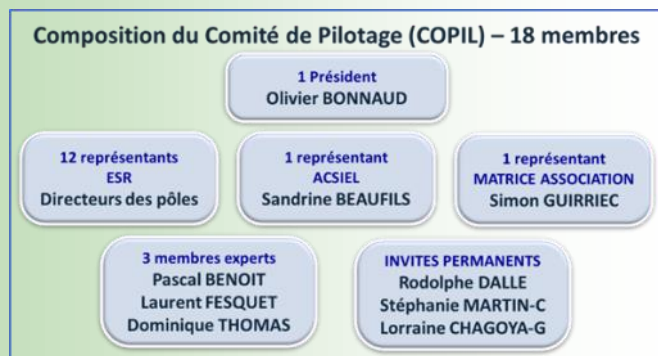 Composition du Comité de Pilotage (COPIL) – 18 membres
1 Président
Olivier BONNAUD
12 représentants
ESR
Directeurs des pôles
1 représentant
ACSIEL
Sandrine BEAUFILS
1 représentant
MATRICE ASSOCIATION
Simon GUIRRIEC
3 membres experts
Pascal BENOIT
Laurent FESQUET
Dominique THOMAS
INVITES PERMANENTS
Rodolphe DALLE
Stéphanie MARTIN-C
Lorraine CHAGOYA-G